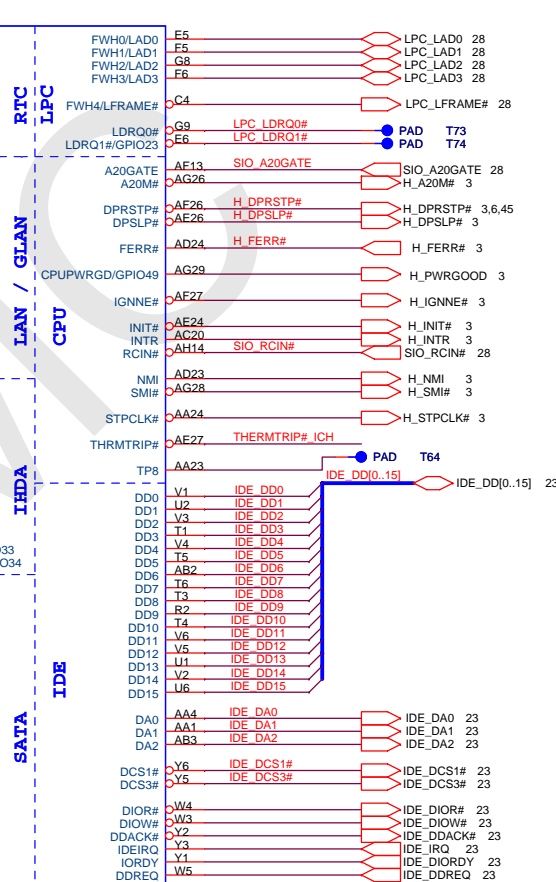 RTC
LPC
LAN / GLAN
CPU
IHDA
IDE
SATA
033
O34
FWH0/LAD0 E5 LPC_LAD0 28
FWH1/LAD1 F5 LPC_LAD1 28
FWH2/LAD2 G8 LPC_LAD2 28
FWH3/LAD3 F6 LPC_LAD3 28
FWH4/LFRAME# C4 LPC_LFRAME# 28
LDRQ0# G9 LPC_LDRQ0# PAD T73
LDRQ1#/GPIO23 E6 LPC_LDRQ1# PAD T74
A20GATE AF13 SIO_A20GATE SIO_A20GATE 28
A20M# AG26 H_A20M# 3
DPRSTP# AF26 H_DPRSTP# H_DPRSTP# 3,6,45
DPSLP# AE26 H_DPSLP# H_DPSLP# 3
FERR# AD24 H_FERR# H_FERR# 3
CPUPWRGD/GPIO49 AG29 H_PWRGOOD 3
IGNNE# AF27 H_IGNNE# 3
INIT# AE24 H_INIT# 3
INTR AC20 H_INTR 3
RCIN# AH14 SIO_RCIN# SIO_RCIN# 28
NMI AD23 H_NMI 3
SMI# AG28 H_SMI# 3
STPCLK# AA24 H_STPCLK# 3
THRMTRIP# AE27 THERMTRIP#_ICH
TP8 AA23 PAD T64
IDE_DD[0..15] IDE_DD[0..15] 23
DD0 V1 IDE_DD0
DD1 U2 IDE_DD1
DD2 V3 IDE_DD2
DD3 T1 IDE_DD3
DD4 V4 IDE_DD4
DD5 T5 IDE_DD5
DD6 AB2 IDE_DD6
DD7 T6 IDE_DD7
DD8 T3 IDE_DD8
DD9 R2 IDE_DD9
DD10 T4 IDE_DD10
DD11 V6 IDE_DD11
DD12 V5 IDE_DD12
DD13 U1 IDE_DD13
DD14 V2 IDE_DD14
DD15 U6 IDE_DD15
DA0 AA4 IDE_DA0 IDE_DA0 23
DA1 AA1 IDE_DA1 IDE_DA1 23
DA2 AB3 IDE_DA2 IDE_DA2 23
DCS1# Y6 IDE_DCS1# IDE_DCS1# 23
DCS3# Y5 IDE_DCS3# IDE_DCS3# 23
DIOR# W4 IDE_DIOR# 23
DIOW# W3 IDE_DIOW# 23
DDACK# Y2 IDE_DDACK# 23
IDEIRQ Y3 IDE_IRQ 23
IORDY Y1 IDE_DIORDY 23
DDREQ W5 IDE_DDREQ 23